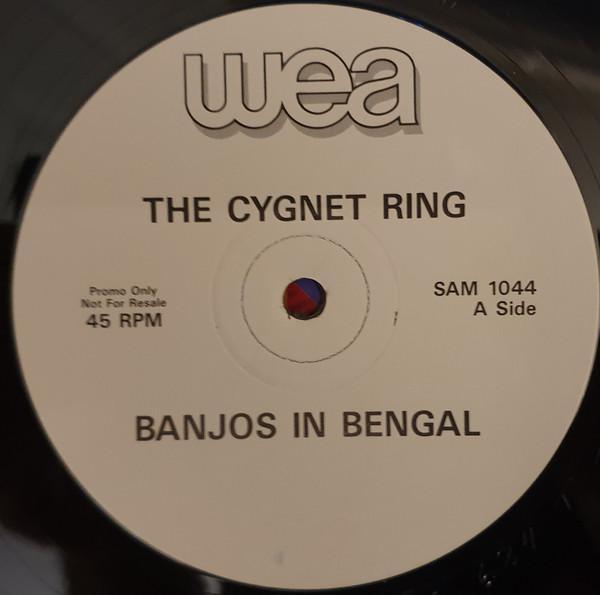 wea
THE CYGNET RING
Promo Only
Not For Resale
45 RPM
SAM 1044
A Side
BANJOS IN BENGAL